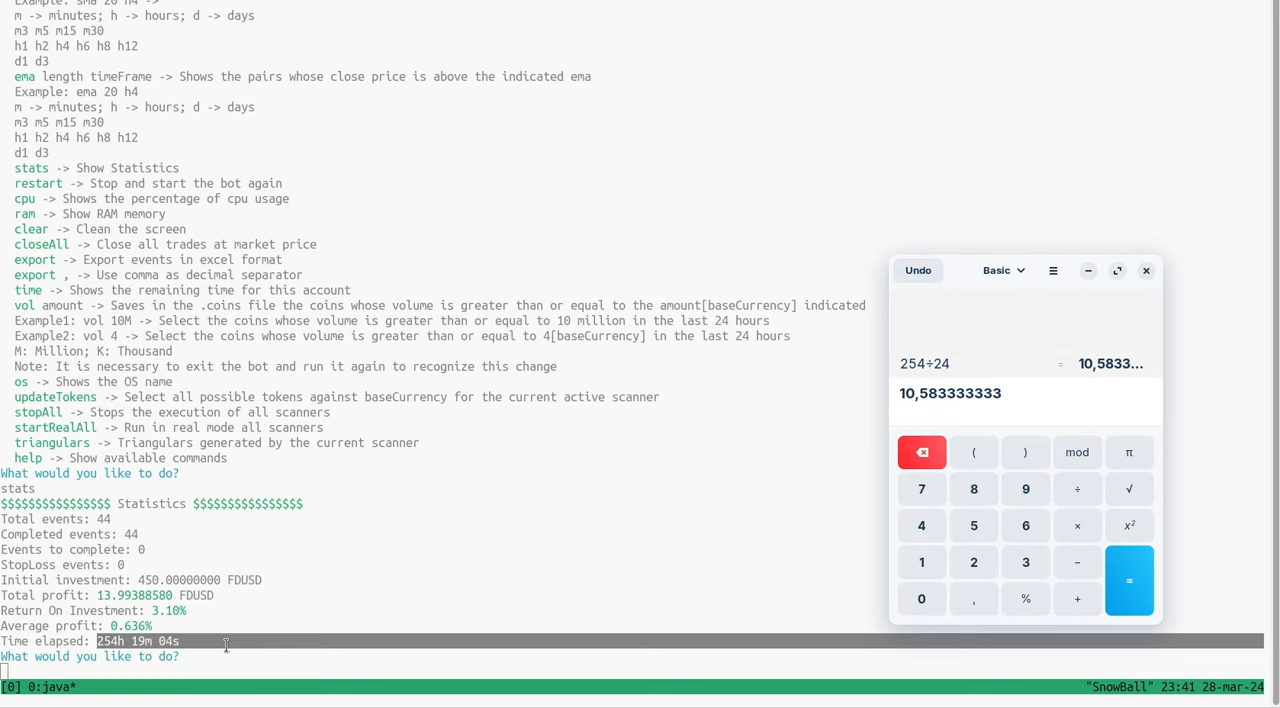 Example: sma 20 h4 ->
m -> minutes; h -> hours; d -> days
m3 m5 m15 m30
h1 h2 h4 h6 h8 h12
d1 d3
ema length timeFrame -> Shows the pairs whose close price is above the indicated ema
Example: ema 20 h4
m -> minutes; h -> hours; d -> days
m3 m5 m15 m30
h1 h2 h4 h6 h8 h12
d1 d3
stats -> Show Statistics
restart -> Stop and start the bot again
cpu -> Shows the percentage of cpu usage
ram -> Show RAM memory
clear -> Clean the screen
closeAll -> Close all trades at market price
export -> Export events in excel format
export , -> Use comma as decimal separator
time -> Shows the remaining time for this account
vol amount -> Saves in the .coins file the coins whose volume is greater than or equal to the amount[baseCurrency] indicated
Example1: vol 10M -> Select the coins whose volume is greater than or equal to 10 million in the last 24 hours
Example2: vol 4 -> Select the coins whose volume is greater than or equal to 4[baseCurrency] in the last 24 hours
M: Million; K: Thousand
Note: It is necessary to exit the bot and run it again to recognize this change
os -> Shows the OS name
updateTokens -> Select all possible tokens against baseCurrency for the current active scanner
stopAll -> Stops the execution of all scanners
startRealAll -> Run in real mode all scanners
triangulars -> Triangulars generated by the current scanner
help -> Show available commands
What would you like to do?
stats
$$$$$$$$$$$$$$$$ Statistics $$$$$$$$$$$$$$$$
Total events: 44
Completed events: 44
Events to complete: 0
StopLoss events: 0
Initial investment: 450.00000000 FDUSD
Total profit: 13.99388580 FDUSD
Return On Investment: 3.10%
Average profit: 0.636%
Time elapsed: 254h 19m 04s
What would you like to do?
[0] 0:java*
"SnowBall" 23:41 28-mar-24
Undo
Basic
254÷24 = 10,5833...
10,583333333
( ) mod π
7 8 9 ÷ √
4 5 6 × x²
1 2 3 − =
0 , % +